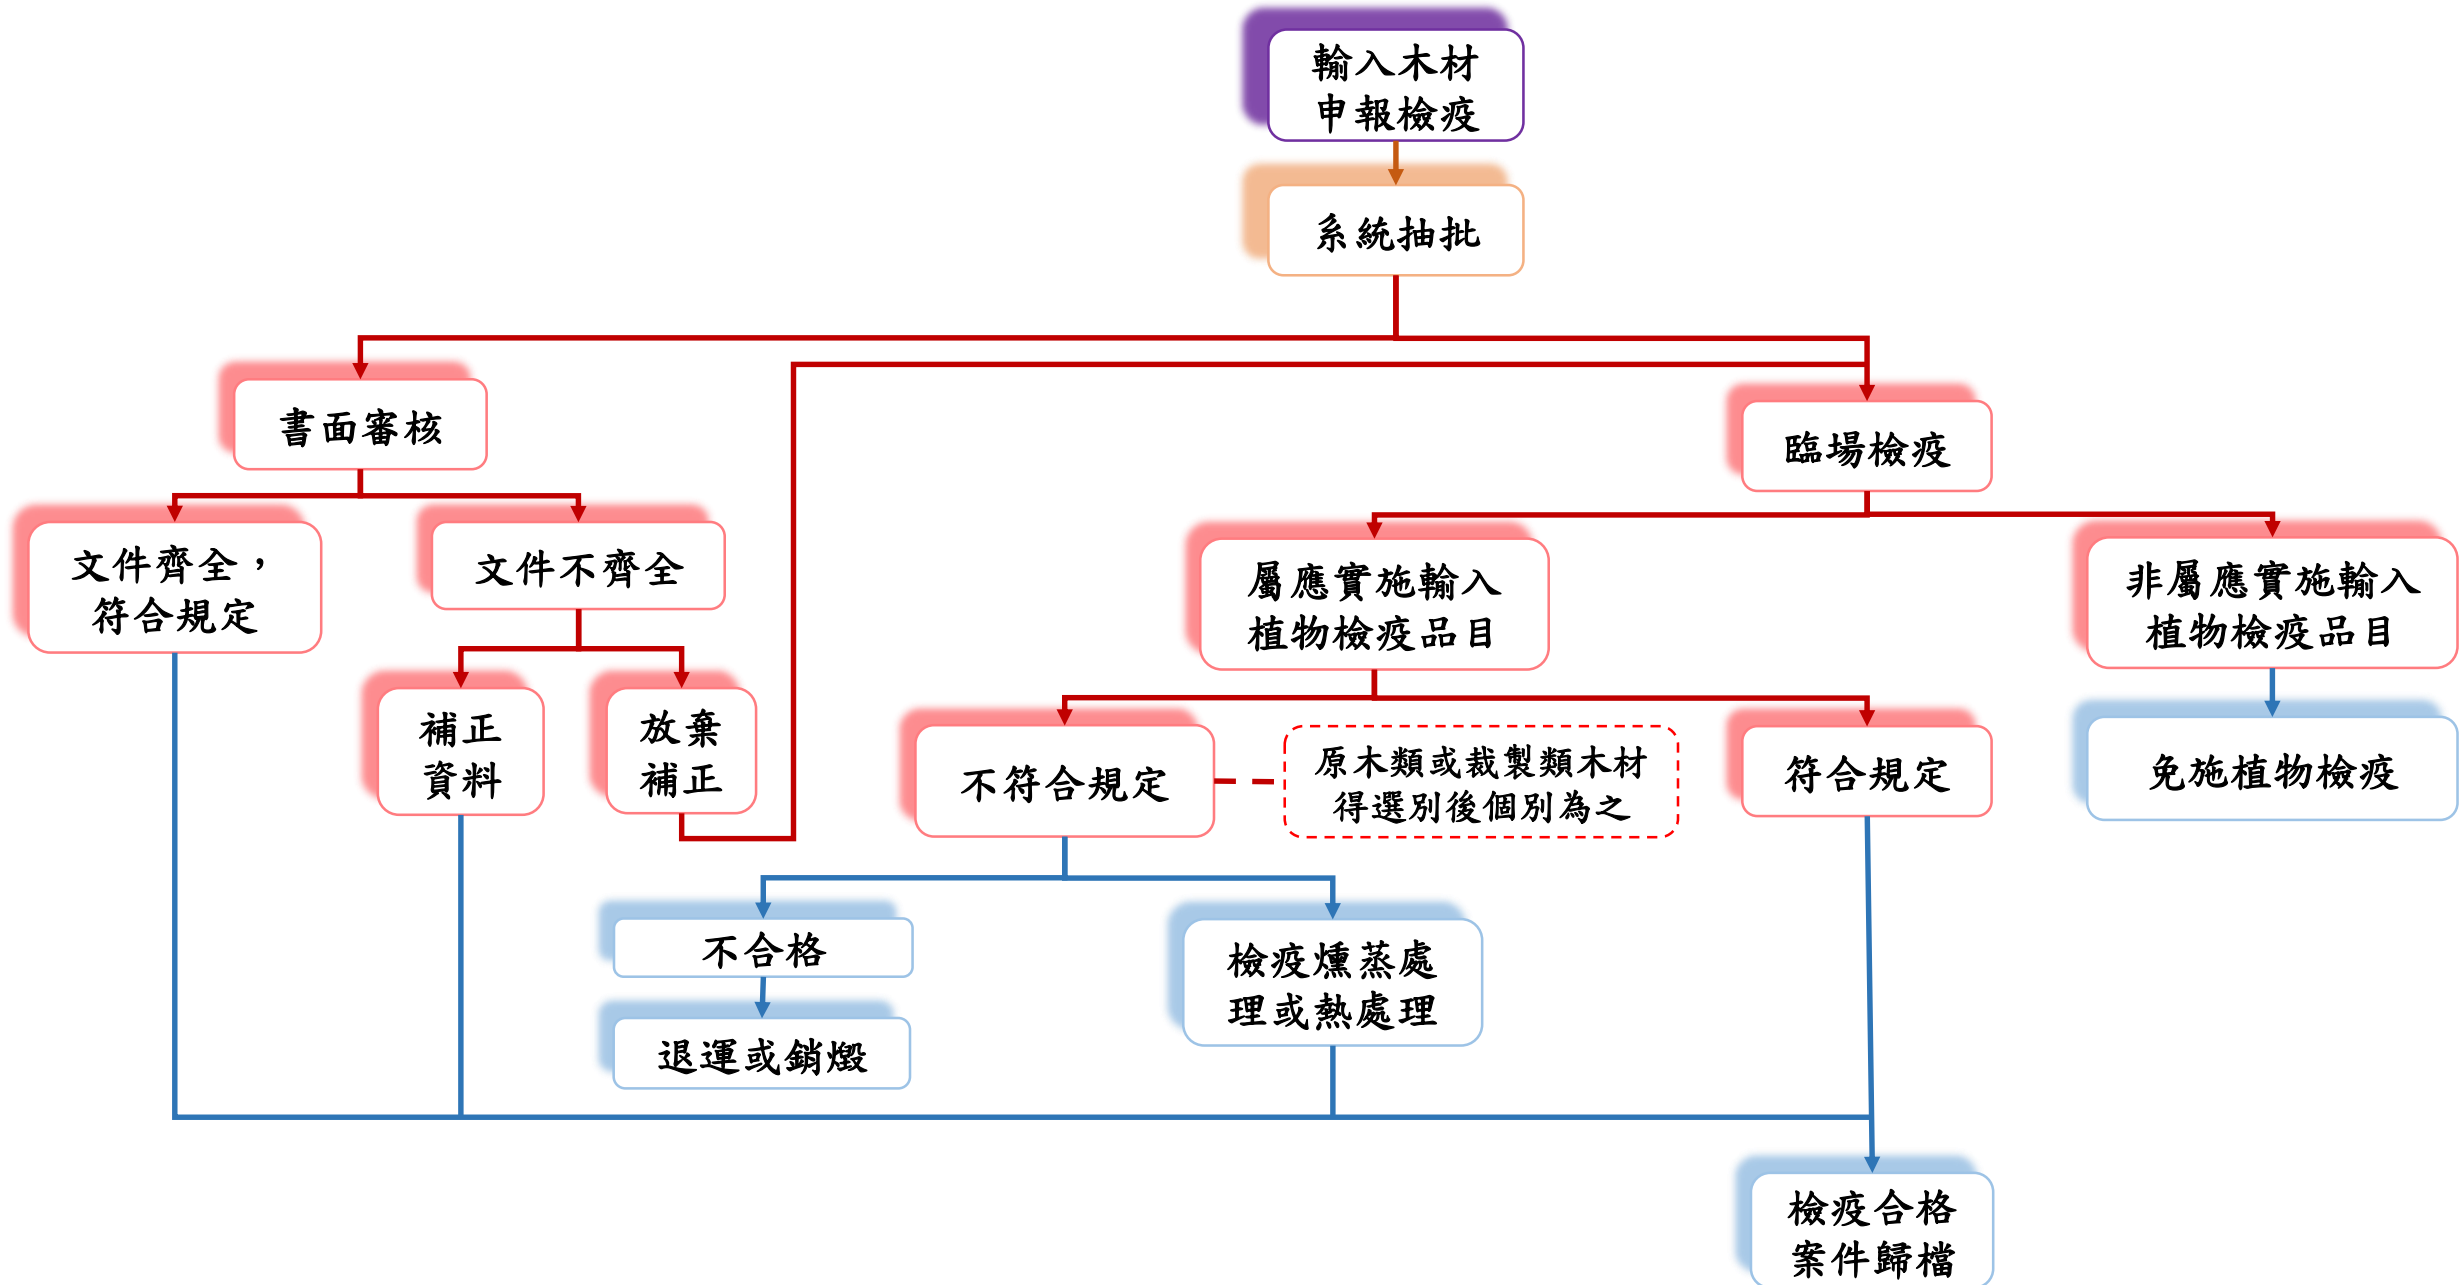 輸入木材
申報檢疫
系統抽批
書面審核
臨場檢疫
文件齊全，
符合規定
文件不齊全
屬應實施輸入
植物檢疫品目
非屬應實施輸入
植物檢疫品目
補正
資料
放棄
補正
不符合規定
原木類或裁製類木材
得選別後個別為之
符合規定
免施植物檢疫
不合格
檢疫燻蒸處
理或熱處理
退運或銷燬
檢疫合格
案件歸檔